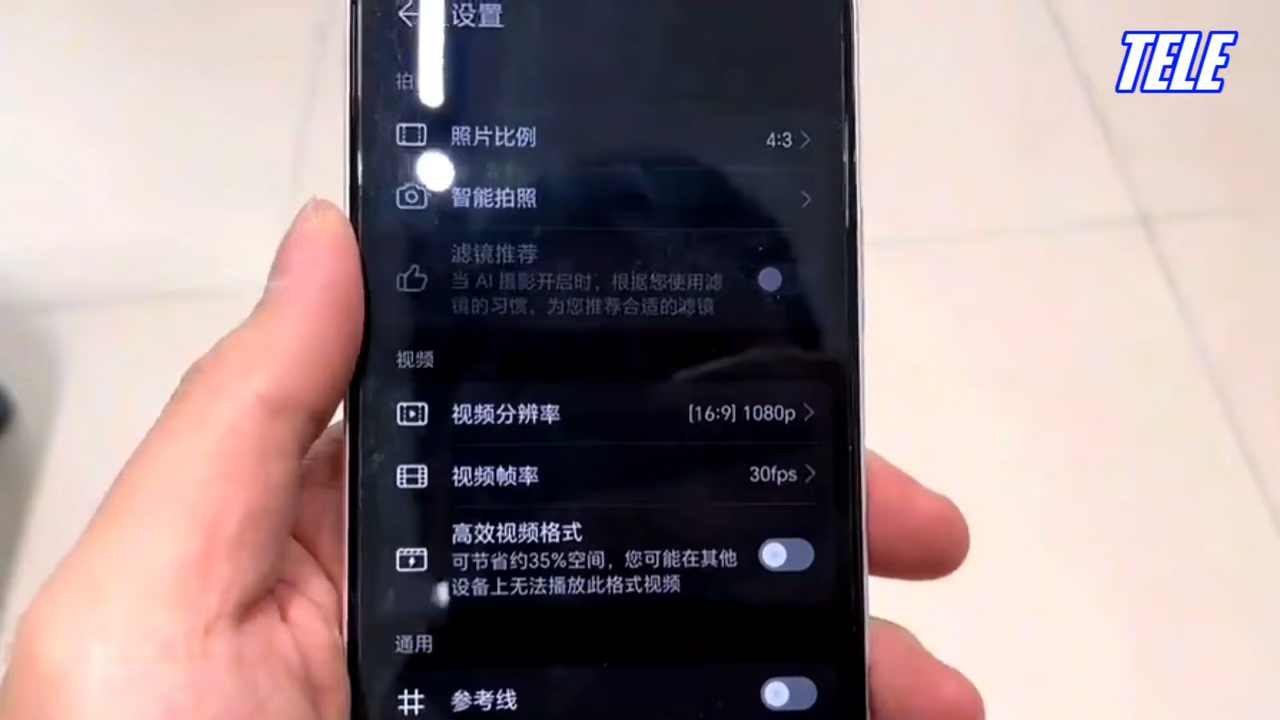 设置
TELE
拍
照片比例
4:3
智能拍照
滤镜推荐
当 AI 摄影开启时，根据您使用滤
镜的习惯，为您推荐合适的滤镜
视频
视频分辨率
[16:9] 1080p
视频帧率
30fps
高效视频格式
可节省约35%空间，您可能在其他
设备上无法播放此格式视频
通用
参考线